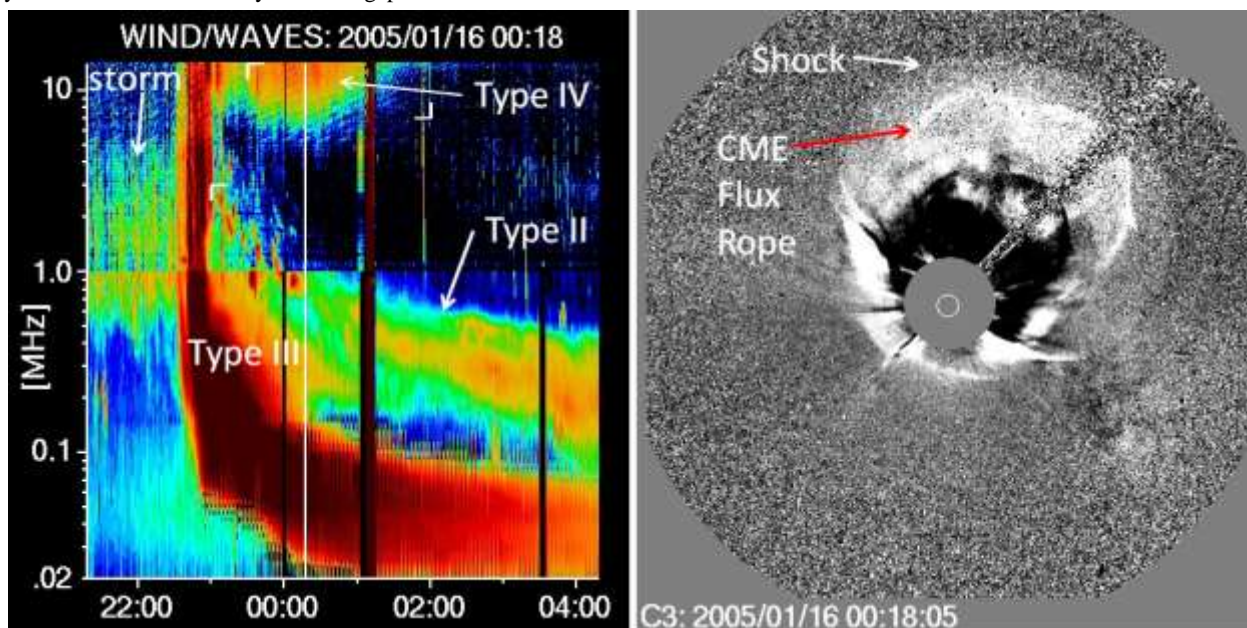 WIND/WAVES: 2005/01/16 00:18
10
storm
Type IV
Type II
1.0
Type III
[MHz]
0.1
.02
22:00 00:00 02:00 04:00
Shock
CME
Flux
Rope
C3: 2005/01/16 00:18:05